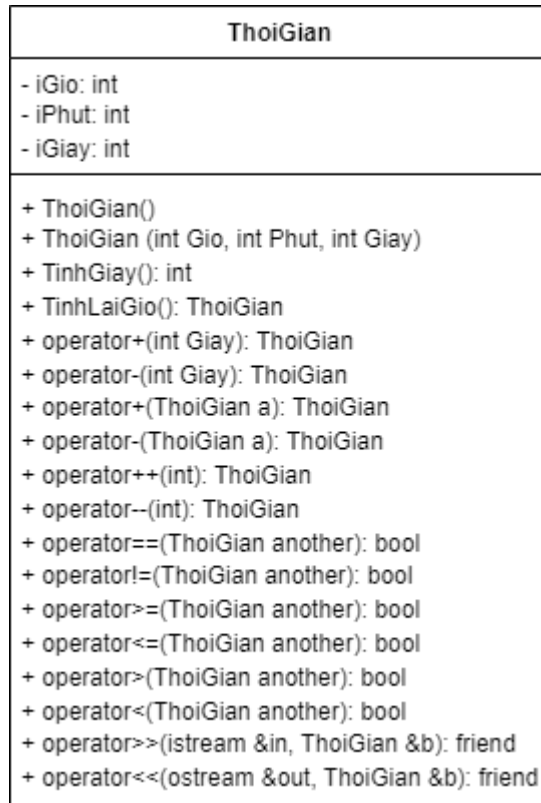 ThoiGian
- iGio: int
- iPhut: int
- iGiay: int
+ ThoiGian()
+ ThoiGian (int Gio, int Phut, int Giay)
+ TinhGiay(): int
+ TinhLaiGio(): ThoiGian
+ operator+(int Giay): ThoiGian
+ operator-(int Giay): ThoiGian
+ operator+(ThoiGian a): ThoiGian
+ operator-(ThoiGian a): ThoiGian
+ operator++(int): ThoiGian
+ operator--(int): ThoiGian
+ operator==(ThoiGian another): bool
+ operator!=(ThoiGian another): bool
+ operator>=(ThoiGian another): bool
+ operator<=(ThoiGian another): bool
+ operator>(ThoiGian another): bool
+ operator<(ThoiGian another): bool
+ operator>>(istream &in, ThoiGian &b): friend
+ operator<<(ostream &out, ThoiGian &b): friend